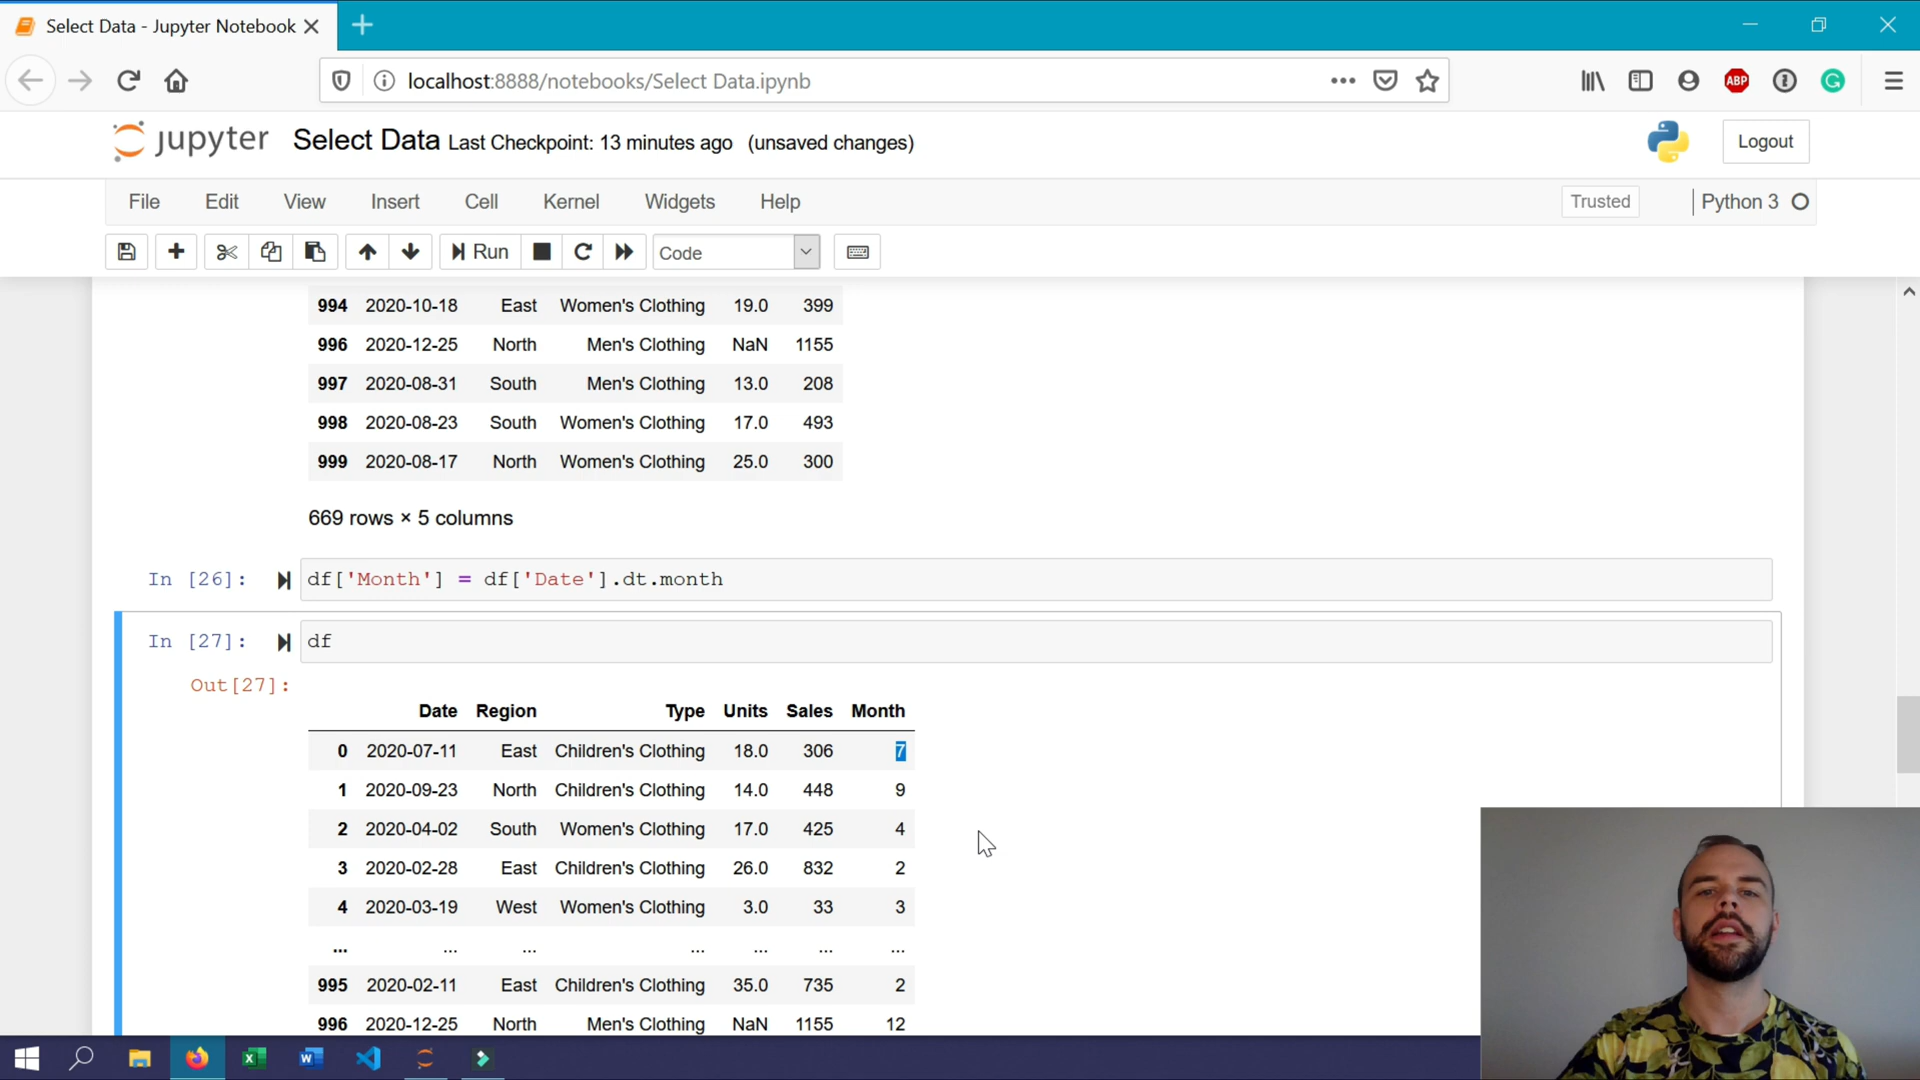 Select Data - Jupyter Notebook
localhost:8888/notebooks/Select Data.ipynb
ABP
jupyter Select Data Last Checkpoint: 13 minutes ago (unsaved changes)
Logout
File Edit View Insert Cell Kernel Widgets Help Trusted Python 3
Run Code
994 2020-10-18 East Women's Clothing 19.0 399
996 2020-12-25 North Men's Clothing NaN 1155
997 2020-08-31 South Men's Clothing 13.0 208
998 2020-08-23 South Women's Clothing 17.0 493
999 2020-08-17 North Women's Clothing 25.0 300
669 rows × 5 columns
In [26]: df['Month'] = df['Date'].dt.month
In [27]: df
Out[27]:
Date Region Type Units Sales Month
0 2020-07-11 East Children's Clothing 18.0 306 7
1 2020-09-23 North Children's Clothing 14.0 448 9
2 2020-04-02 South Women's Clothing 17.0 425 4
3 2020-02-28 East Children's Clothing 26.0 832 2
4 2020-03-19 West Women's Clothing 3.0 33 3
... ... ... ... ... ... ...
995 2020-02-11 East Children's Clothing 35.0 735 2
996 2020-12-25 North Men's Clothing NaN 1155 12